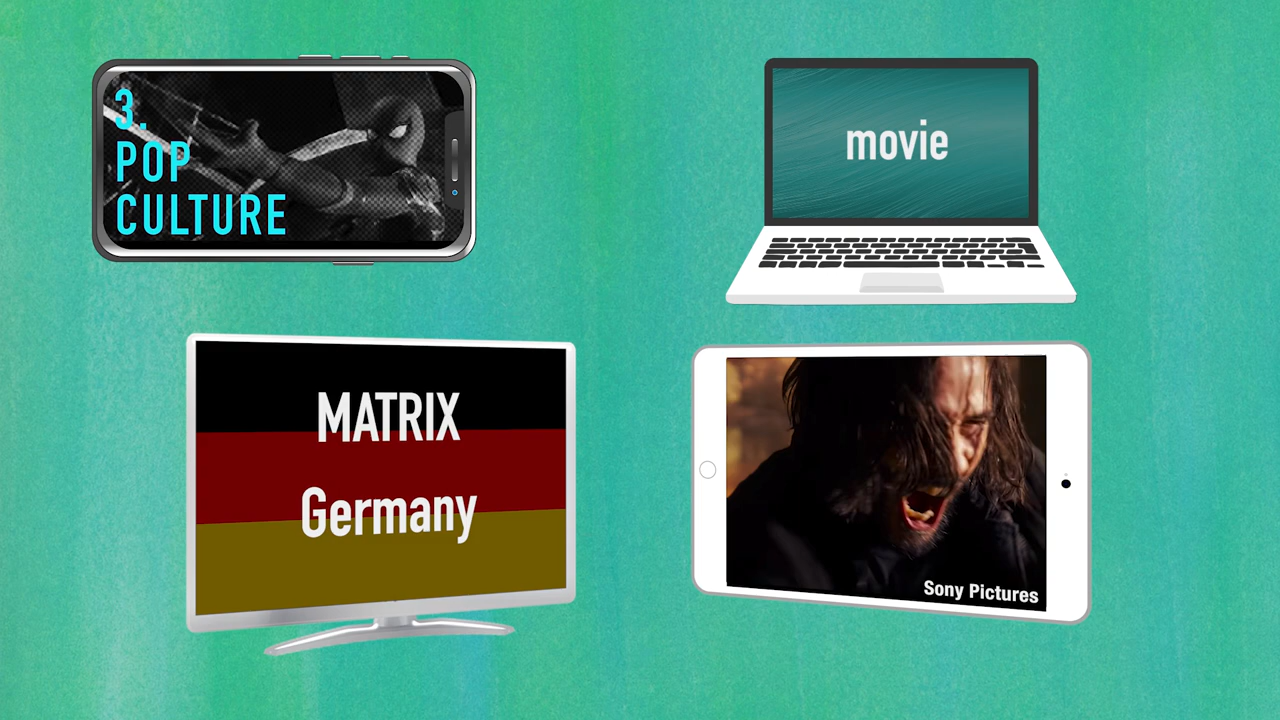 3.
POP
CULTURE
movie
MATRIX
Germany
Sony Pictures